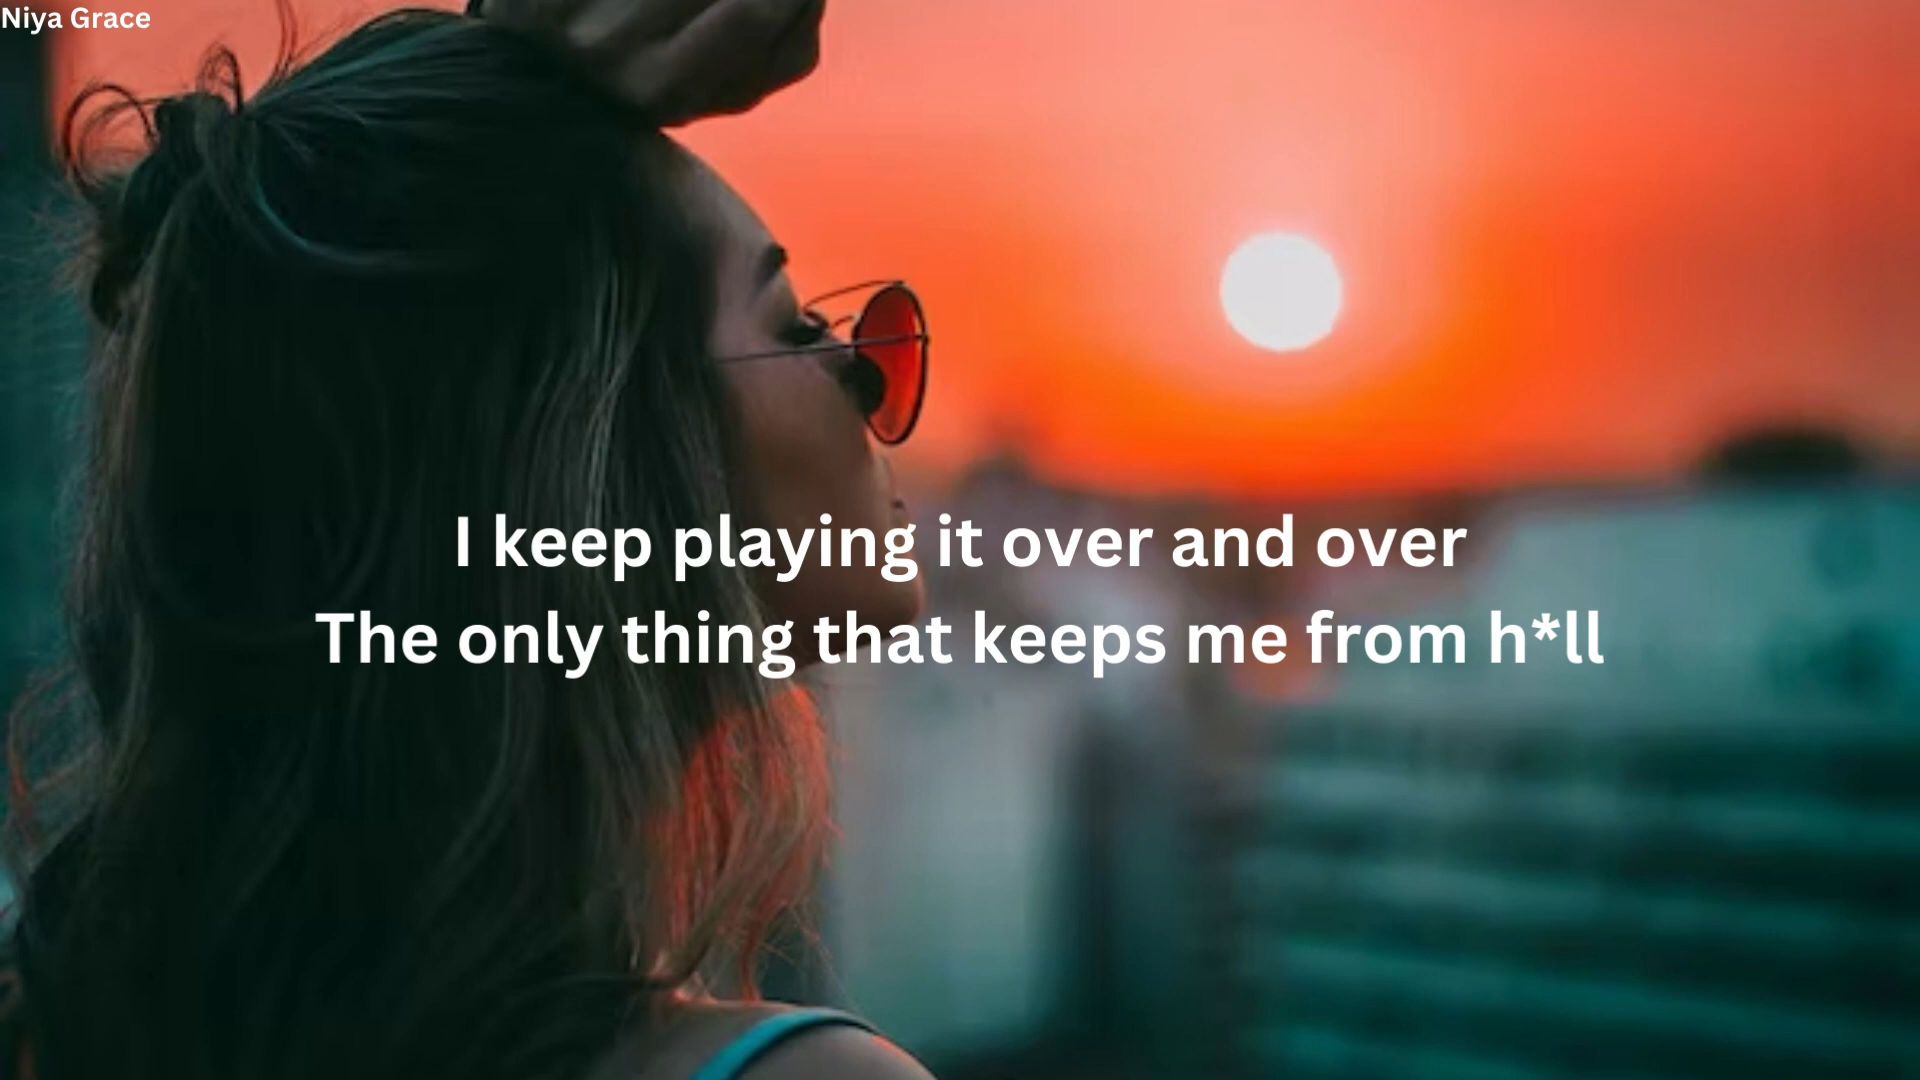 Niya Grace
I keep playing it over and over
The only thing that keeps me from h*ll